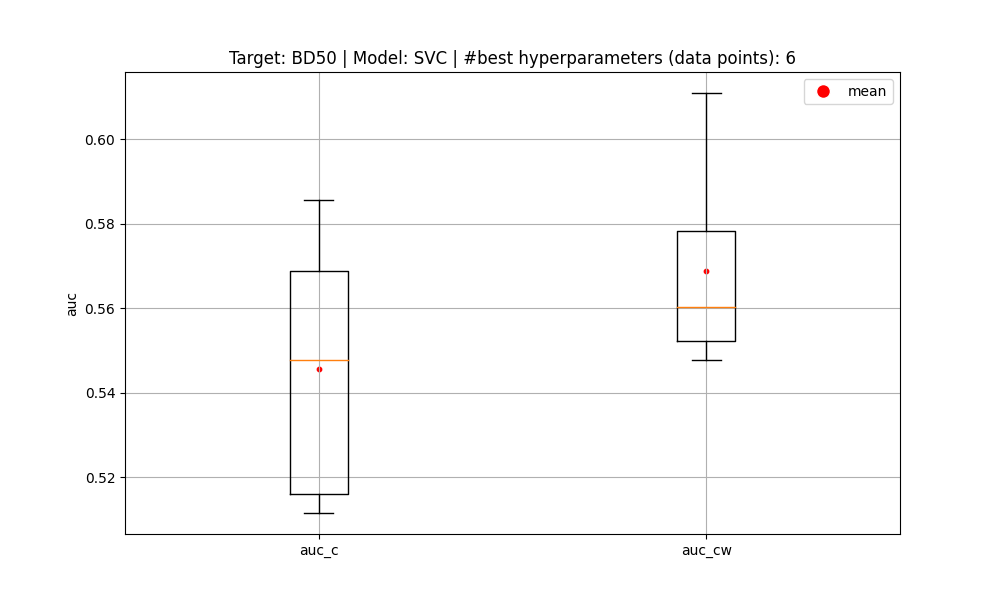 Target: BD50 | Model: SVC | #best hyperparameters (data points): 6
mean
0.60
0.58
0.56
0.54
0.52
auc
auc_c
auc_cw